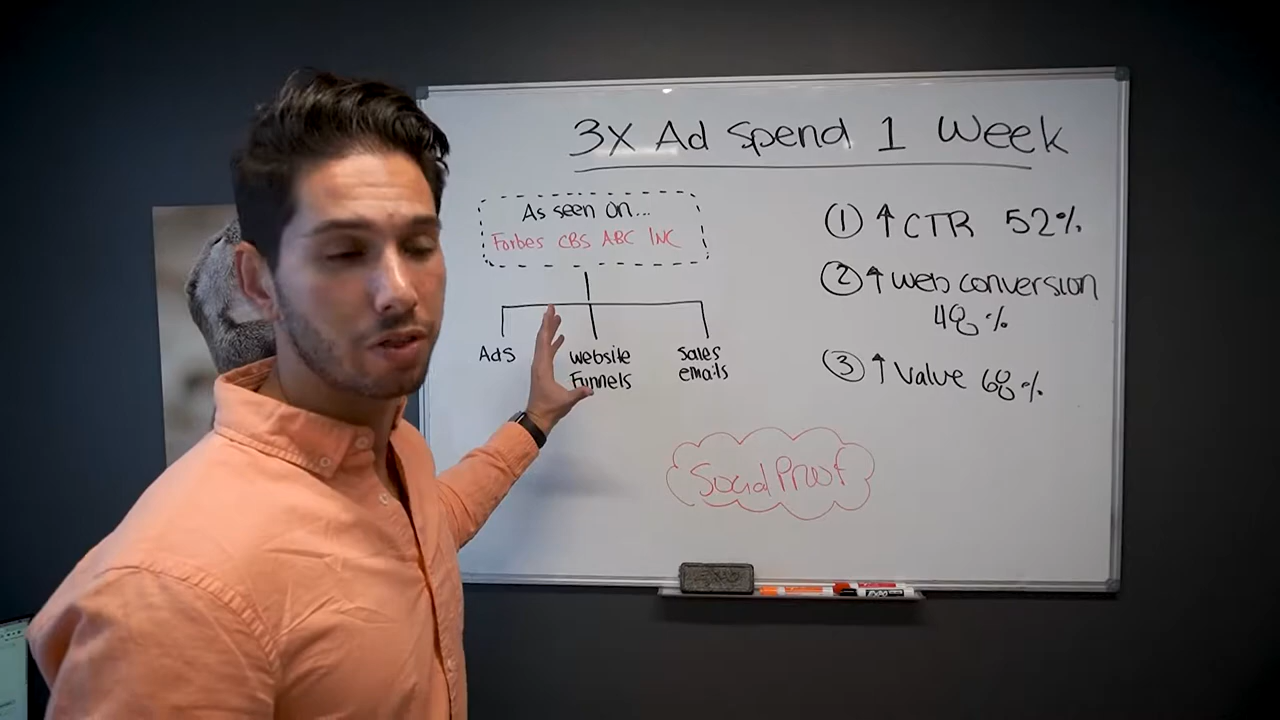 3X Ad Spend 1 Week
As seen on...
Forbes CBS ABC INC
Ads
Website
Funnels
Sales
emails
① ↑ CTR 52%
② ↑ web conversion
48%
③ ↑ Value 68%
Social Proof
EXPO